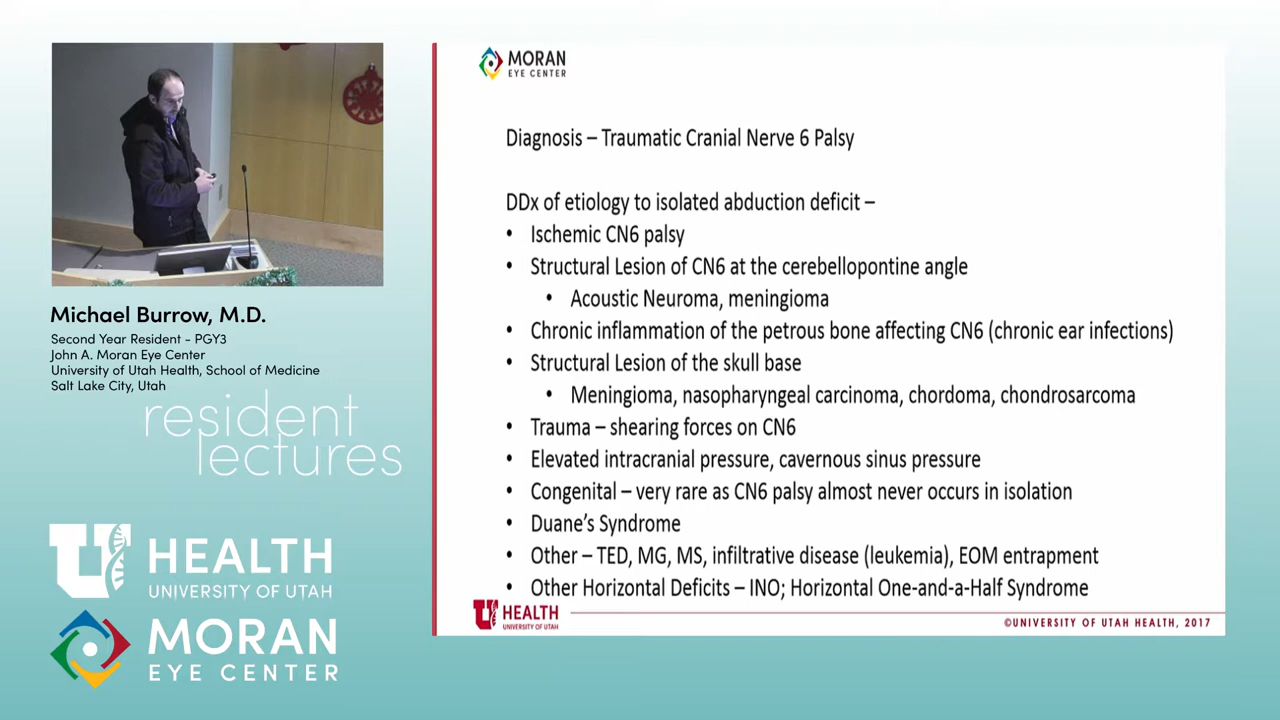 Michael Burrow, M.D.
Second Year Resident - PGY3
John A. Moran Eye Center
University of Utah Health, School of Medicine
Salt Lake City, Utah
resident
lectures
U HEALTH
UNIVERSITY OF UTAH
MORAN
EYE CENTER
MORAN
EYE CENTER
Diagnosis – Traumatic Cranial Nerve 6 Palsy
DDx of etiology to isolated abduction deficit –
• Ischemic CN6 palsy
• Structural Lesion of CN6 at the cerebellopontine angle
• Acoustic Neuroma, meningioma
• Chronic inflammation of the petrous bone affecting CN6 (chronic ear infections)
• Structural Lesion of the skull base
• Meningioma, nasopharyngeal carcinoma, chordoma, chondrosarcoma
• Trauma – shearing forces on CN6
• Elevated intracranial pressure, cavernous sinus pressure
• Congenital – very rare as CN6 palsy almost never occurs in isolation
• Duane's Syndrome
• Other – TED, MG, MS, infiltrative disease (leukemia), EOM entrapment
• Other Horizontal Deficits – INO; Horizontal One-and-a-Half Syndrome
U HEALTH
UNIVERSITY OF UTAH
©UNIVERSITY OF UTAH HEALTH, 2017